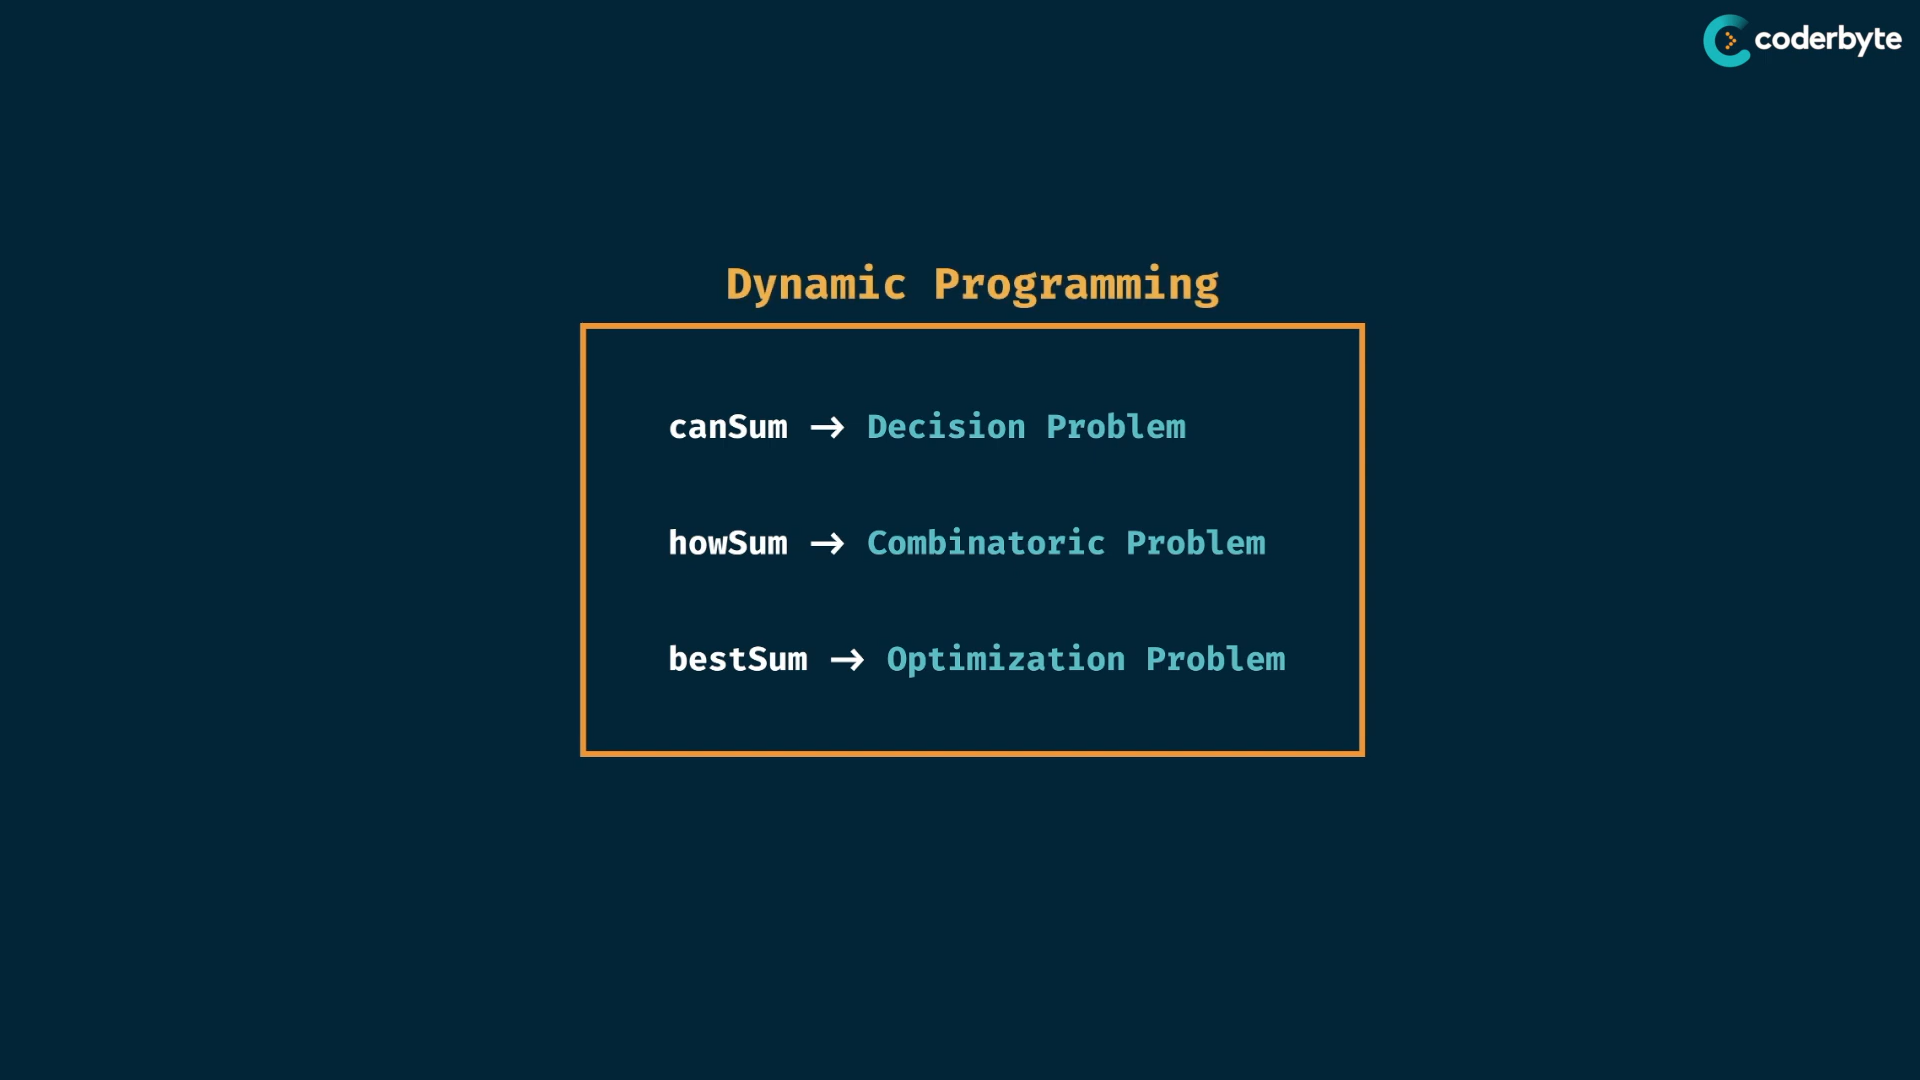 coderbyte
Dynamic Programming
canSum → Decision Problem
howSum → Combinatoric Problem
bestSum → Optimization Problem